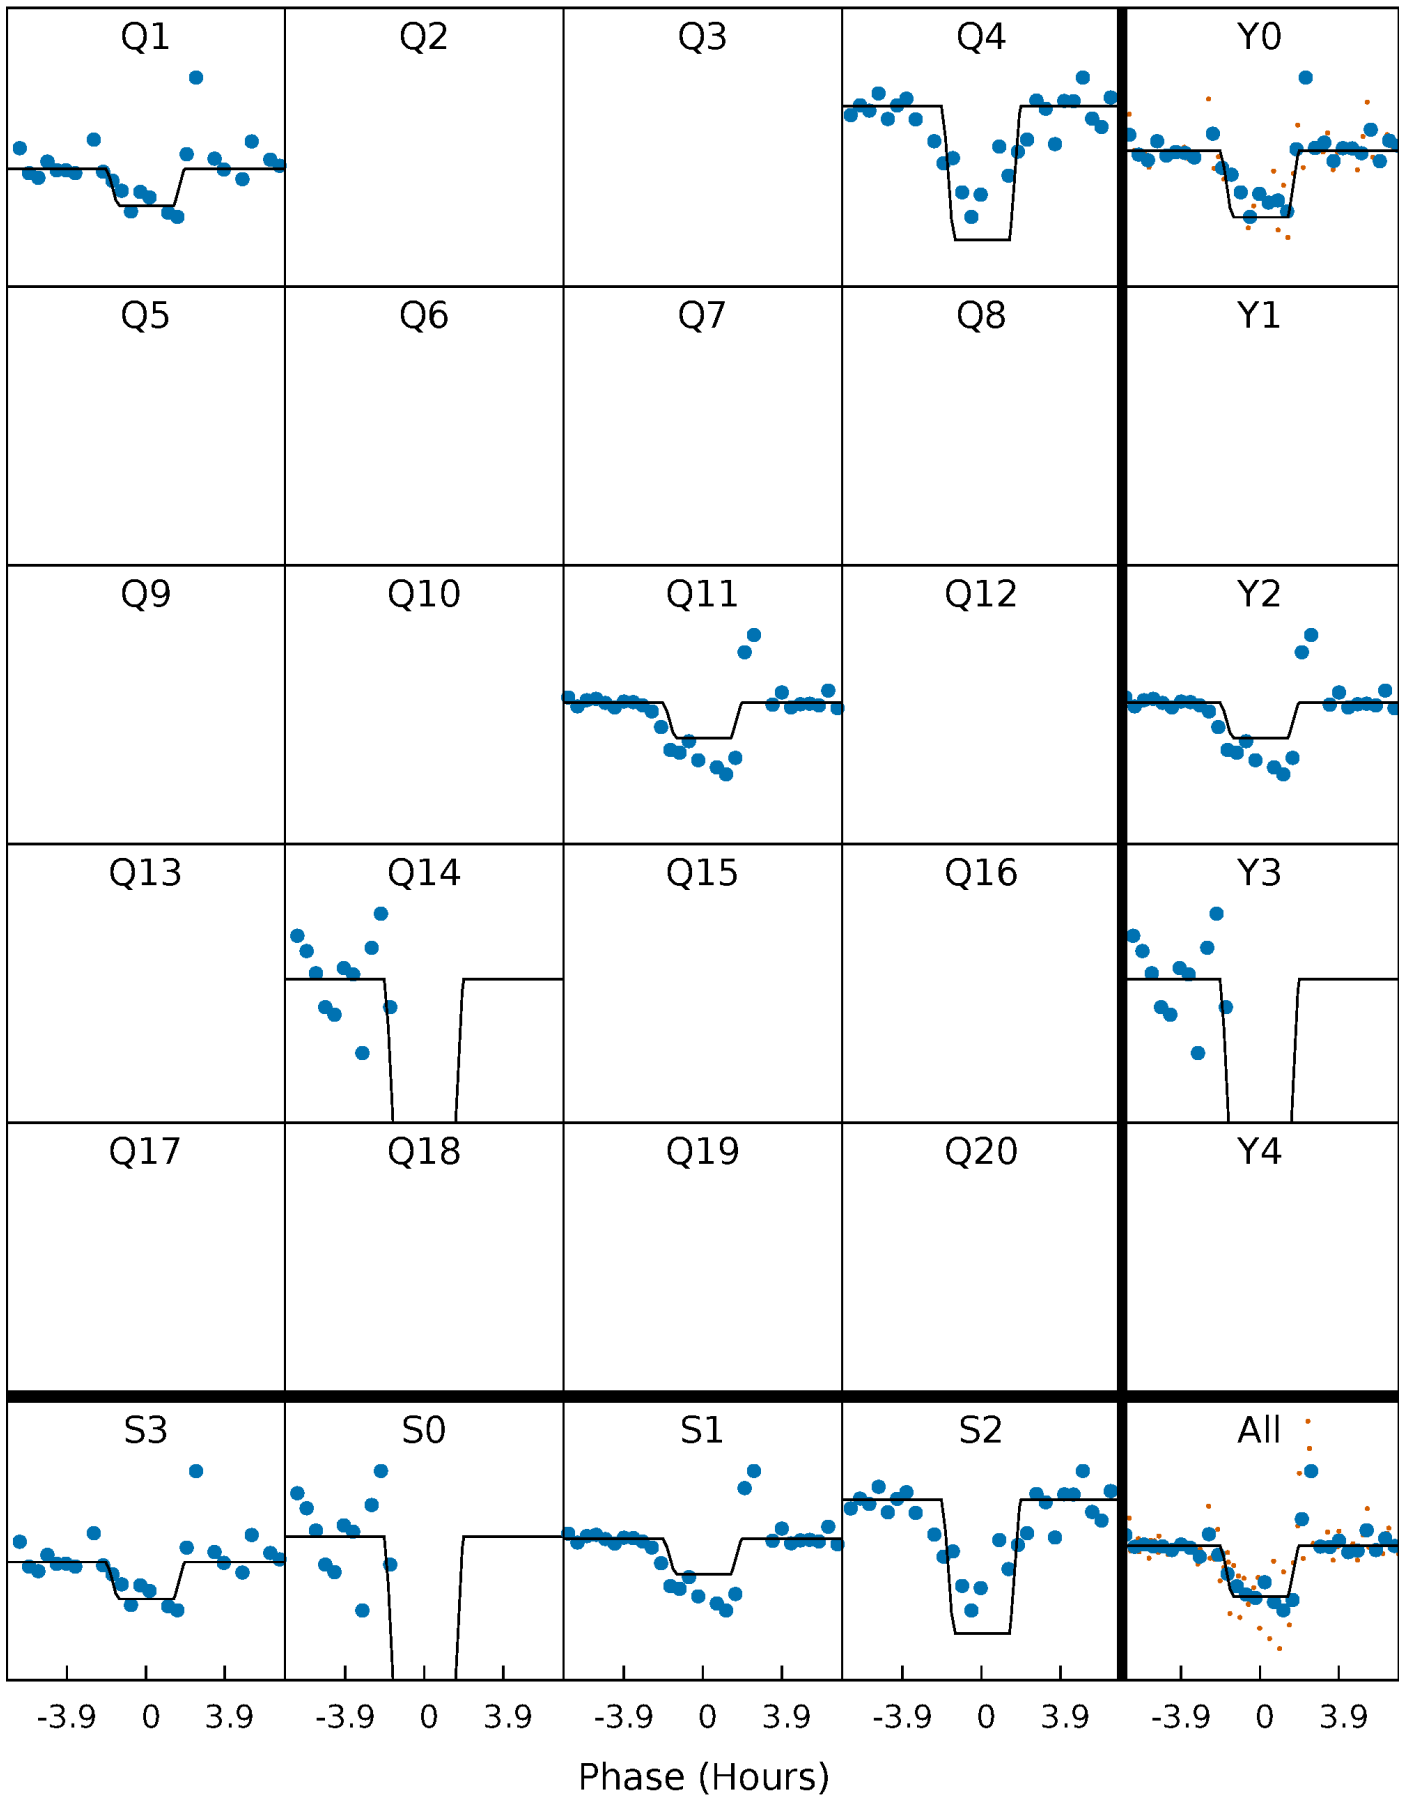 Q1 Q2 Q3 Q4 Y0
Q5 Q6 Q7 Q8 Y1
Q9 Q10 Q11 Q12 Y2
Q13 Q14 Q15 Q16 Y3
Q17 Q18 Q19 Q20 Y4
S3 S0 S1 S2 All
-3.9 0 3.9 -3.9 0 3.9 -3.9 0 3.9 -3.9 0 3.9 -3.9 0 3.9
Phase (Hours)